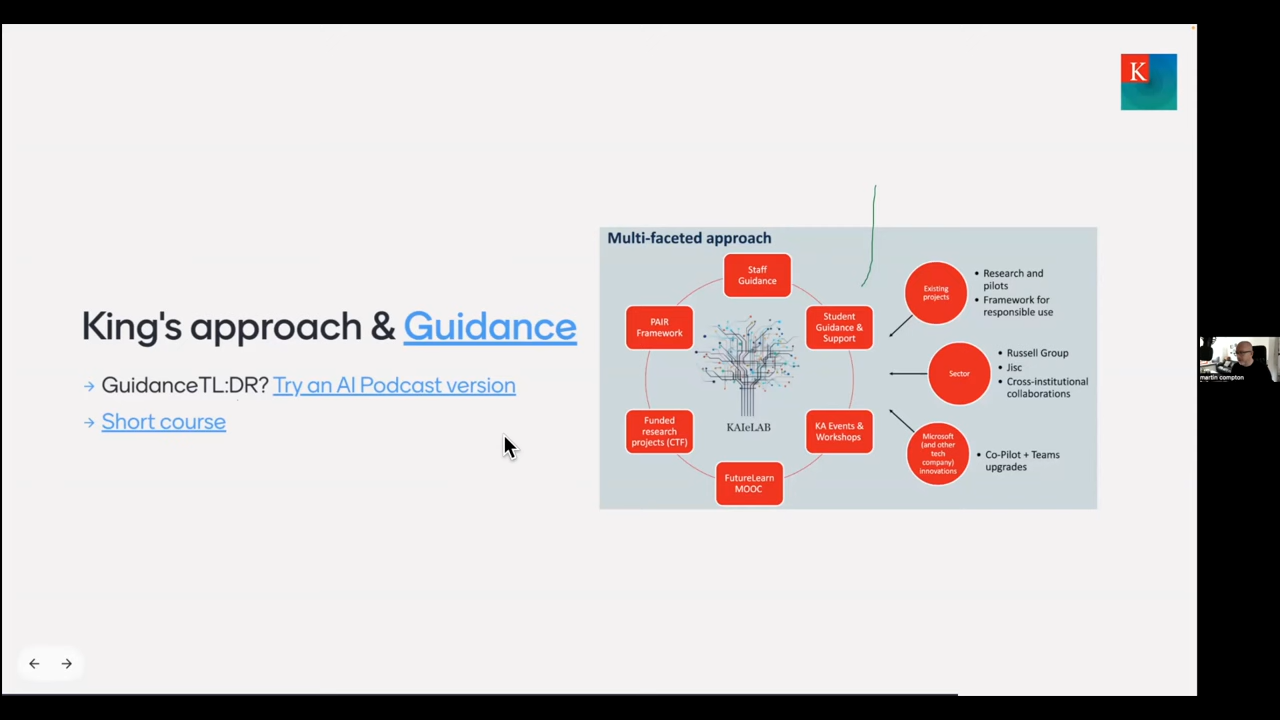 K
King's approach & Guidance
→ GuidanceTL:DR? Try an AI Podcast version
→ Short course
Multi-faceted approach
Staff
Guidance
Student
Guidance &
Support
KA Events &
Workshops
FutureLearn
MOOC
Funded
research
projects (CTF)
PAIR
Framework
KAIeLAB
Existing
projects
• Research and
pilots
• Framework for
responsible use
Sector
• Russell Group
• Jisc
• Cross-institutional
collaborations
Microsoft
(and other
tech
company)
innovations
• Co-Pilot + Teams
upgrades
martin compton